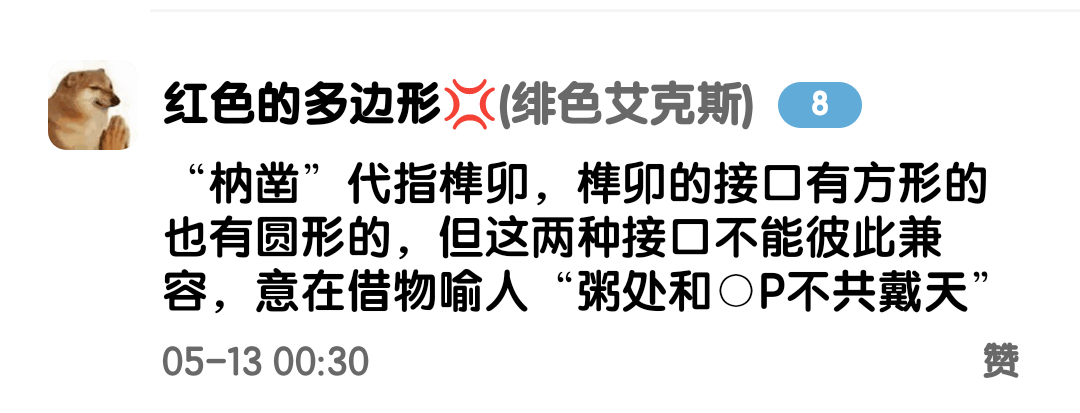 红色的多边形💢(绯色艾克斯) 8
“枘凿”代指榫卯，榫卯的接口有方形的
也有圆形的，但这两种接口不能彼此兼
容，意在借物喻人“粥处和○P不共戴天”
05-13 00:30 赞